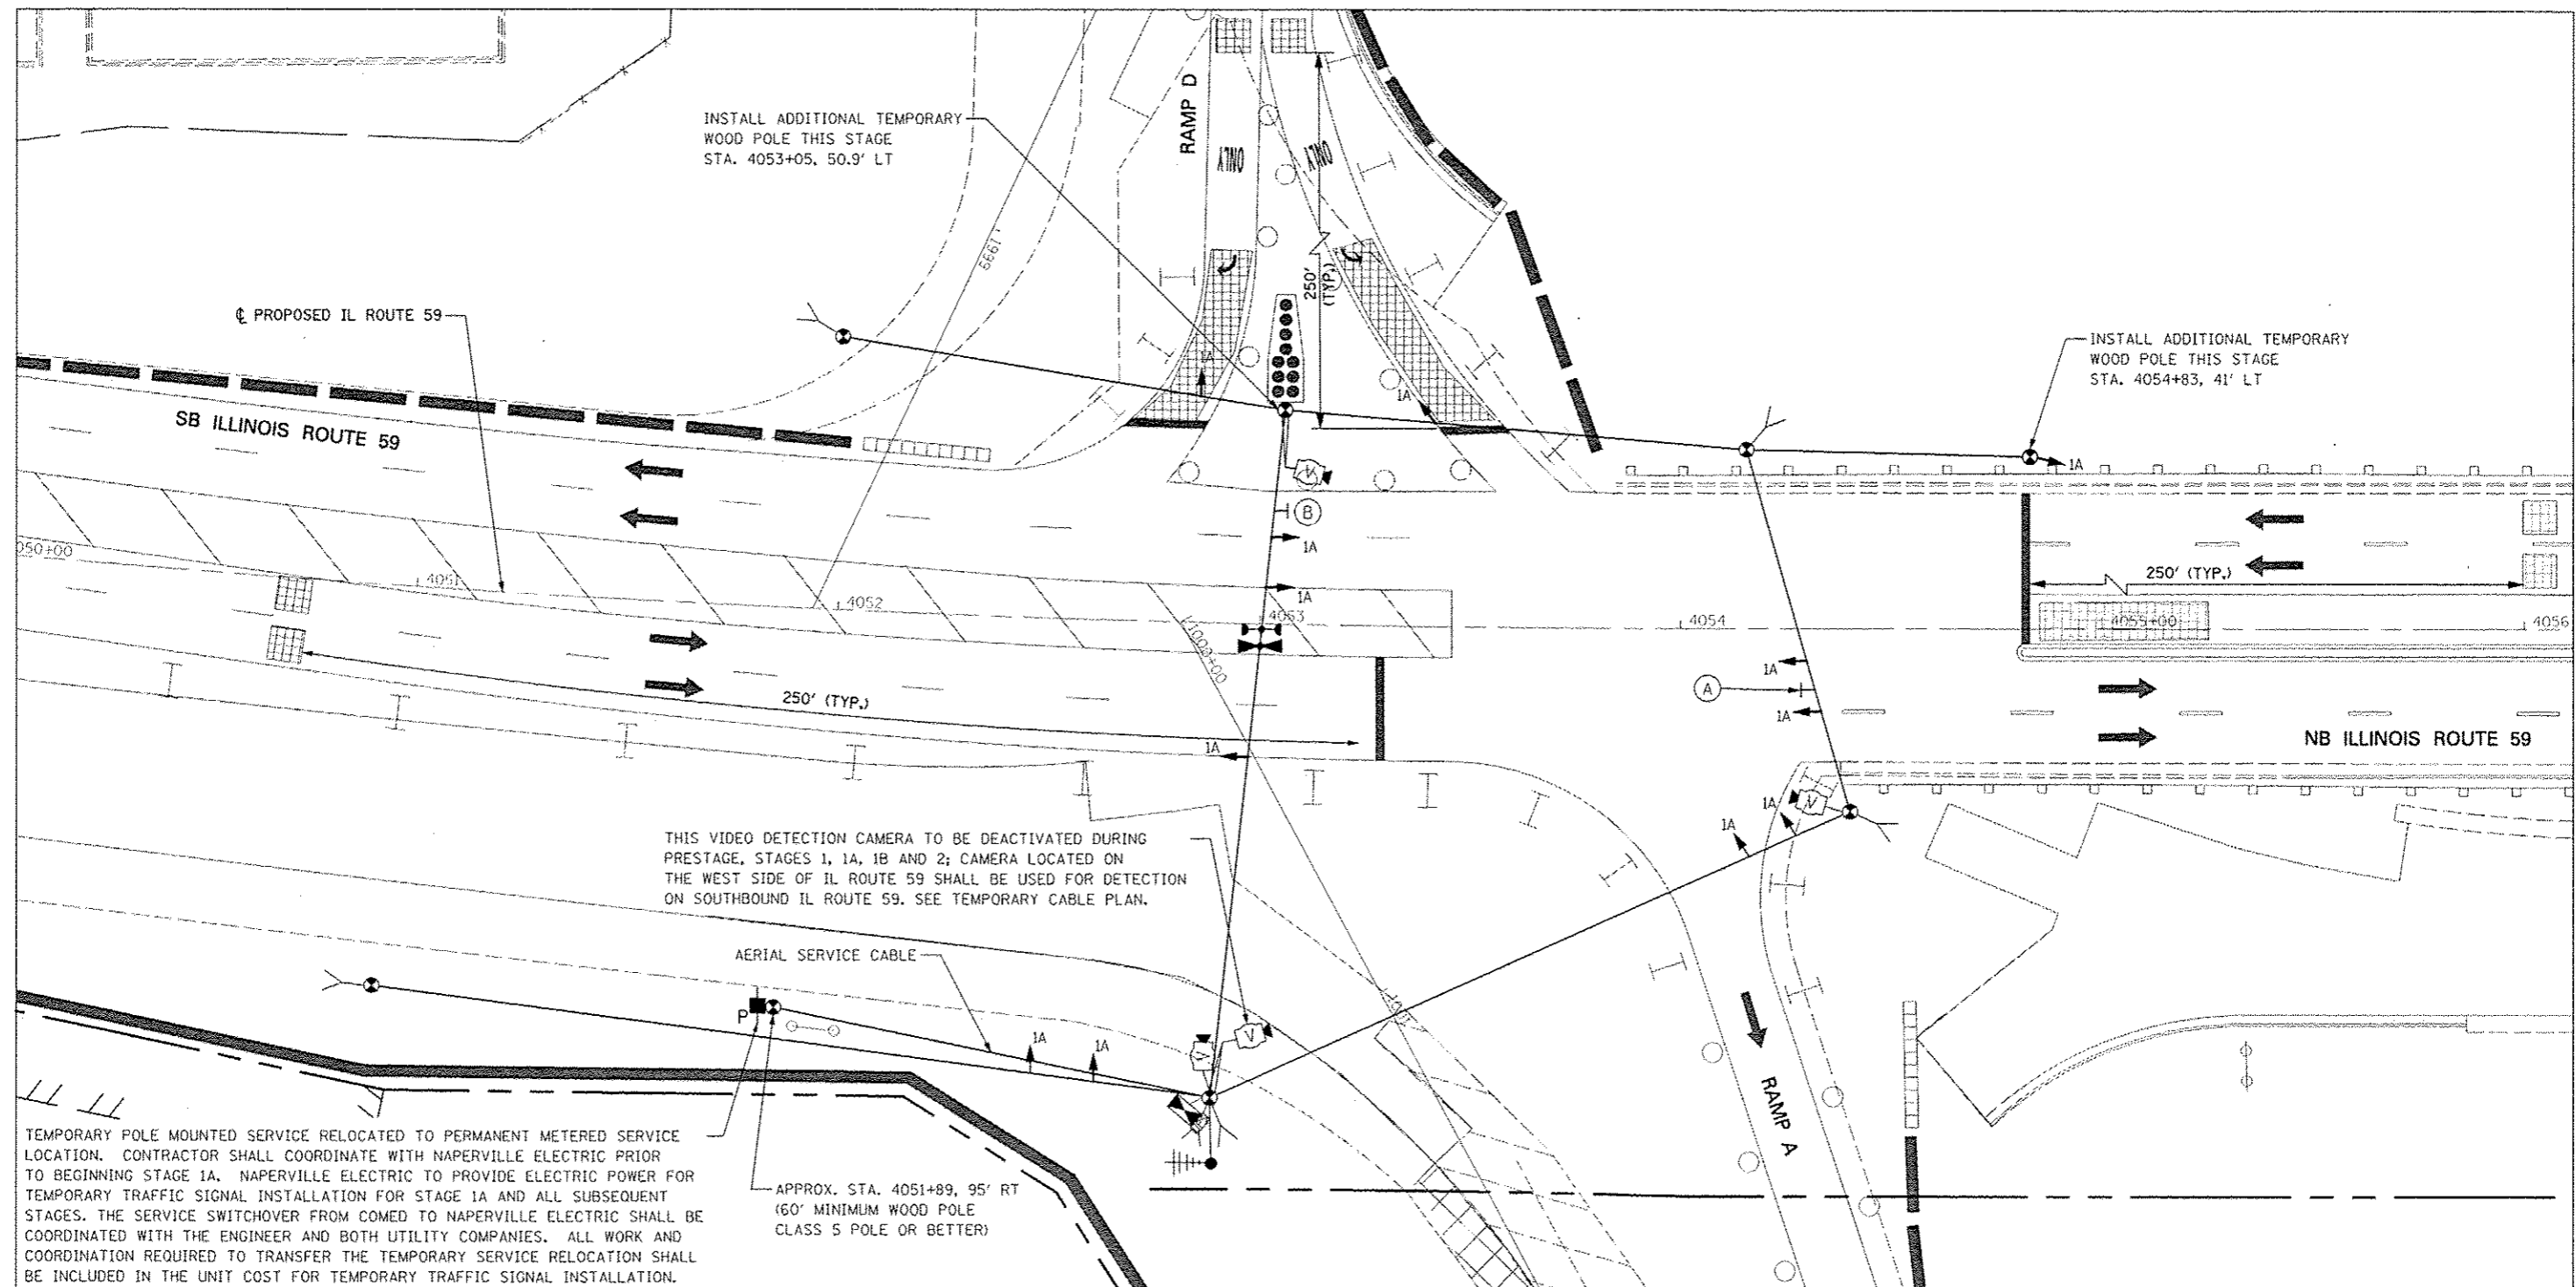 INSTALL ADDITIONAL TEMPORARY
WOOD POLE THIS STAGE
STA. 4053+05, 50.9' LT
RAMP D
ONLY
ONLY
250'
(TYP.)
℄ PROPOSED IL ROUTE 59
INSTALL ADDITIONAL TEMPORARY
WOOD POLE THIS STAGE
STA. 4054+83, 41' LT
1A
1A
1A
SB ILLINOIS ROUTE 59
V
B
1A
1A
050+00
4051
4052
4053
4054
4055+00
4056
250' (TYP.)
1A
A
1A
250' (TYP.)
1A
NB ILLINOIS ROUTE 59
1A
V
1A
THIS VIDEO DETECTION CAMERA TO BE DEACTIVATED DURING
PRESTAGE, STAGES 1, 1A, 1B AND 2; CAMERA LOCATED ON
THE WEST SIDE OF IL ROUTE 59 SHALL BE USED FOR DETECTION
ON SOUTHBOUND IL ROUTE 59. SEE TEMPORARY CABLE PLAN.
AERIAL SERVICE CABLE
P
1A
1A
V
V
RAMP A
TEMPORARY POLE MOUNTED SERVICE RELOCATED TO PERMANENT METERED SERVICE
LOCATION. CONTRACTOR SHALL COORDINATE WITH NAPERVILLE ELECTRIC PRIOR
TO BEGINNING STAGE 1A. NAPERVILLE ELECTRIC TO PROVIDE ELECTRIC POWER FOR
TEMPORARY TRAFFIC SIGNAL INSTALLATION FOR STAGE 1A AND ALL SUBSEQUENT
STAGES. THE SERVICE SWITCHOVER FROM COMED TO NAPERVILLE ELECTRIC SHALL BE
COORDINATED WITH THE ENGINEER AND BOTH UTILITY COMPANIES. ALL WORK AND
COORDINATION REQUIRED TO TRANSFER THE TEMPORARY SERVICE RELOCATION SHALL
BE INCLUDED IN THE UNIT COST FOR TEMPORARY TRAFFIC SIGNAL INSTALLATION.
APPROX. STA. 4051+89, 95' RT
(60' MINIMUM WOOD POLE
CLASS 5 POLE OR BETTER)